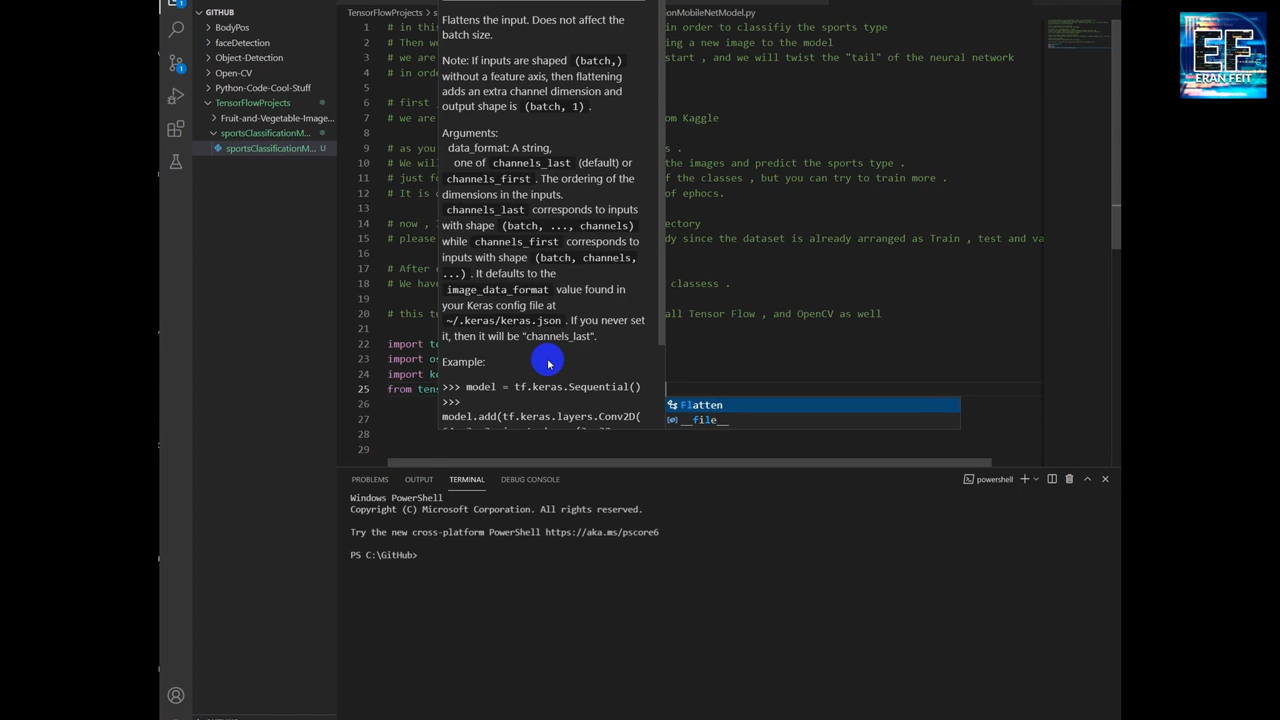 GITHUB
BodyPos
faceDetection
Object-Detection
Open-CV
Python-Code-Cool-Stuff
TensorFlowProjects
Fruit-and-Vegetable-Image...
sportsClassificationM...
sportsClassificationM... U
TensorFlowProjects
onMobileNetModel.py
1 # in this in order to classifiy the sports type
2 # Then we ing a new image to the model
3 # we are start , and we will twixt the "tail" of the neural network
4 # in orde
5
6 # first
7 # we are om Kaggle
8
9 # as you s .
10 # We will the images and predict the sports type .
11 # just fo of the classes , but you can try to train more .
12 # It is of ephocs.
13
14 # now , rectory
15 # please dy since the dataset is already arranged as Train , test and va
16
17 # After
18 # We have classess .
19
20 # this tu all Tensor Flow , and OpenCV as well
21
22 import te
23 import os
24 import ke
25 from tens
26
27
28
29
Flattens the input. Does not affect the
batch size.
Note: If inputs are shaped (batch,)
without a feature axis, then flattening
adds an extra channel dimension and
output shape is (batch, 1) .
Arguments:
data_format: A string,
one of channels_last (default) or
channels_first . The ordering of the
dimensions in the inputs.
channels_last corresponds to inputs
with shape (batch, ..., channels)
while channels_first corresponds to
inputs with shape (batch, channels,
...) . It defaults to the
image_data_format value found in
your Keras config file at
~/.keras/keras.json . If you never set
it, then it will be "channels_last".
Example:
>>> model = tf.keras.Sequential()
>>>
model.add(tf.keras.layers.Conv2D(
Flatten
__file__
PROBLEMS OUTPUT TERMINAL DEBUG CONSOLE
powershell
Windows PowerShell
Copyright (C) Microsoft Corporation. All rights reserved.
Try the new cross-platform PowerShell https://aka.ms/pscore6
PS C:\GitHub>
EF
ERAN FEIT